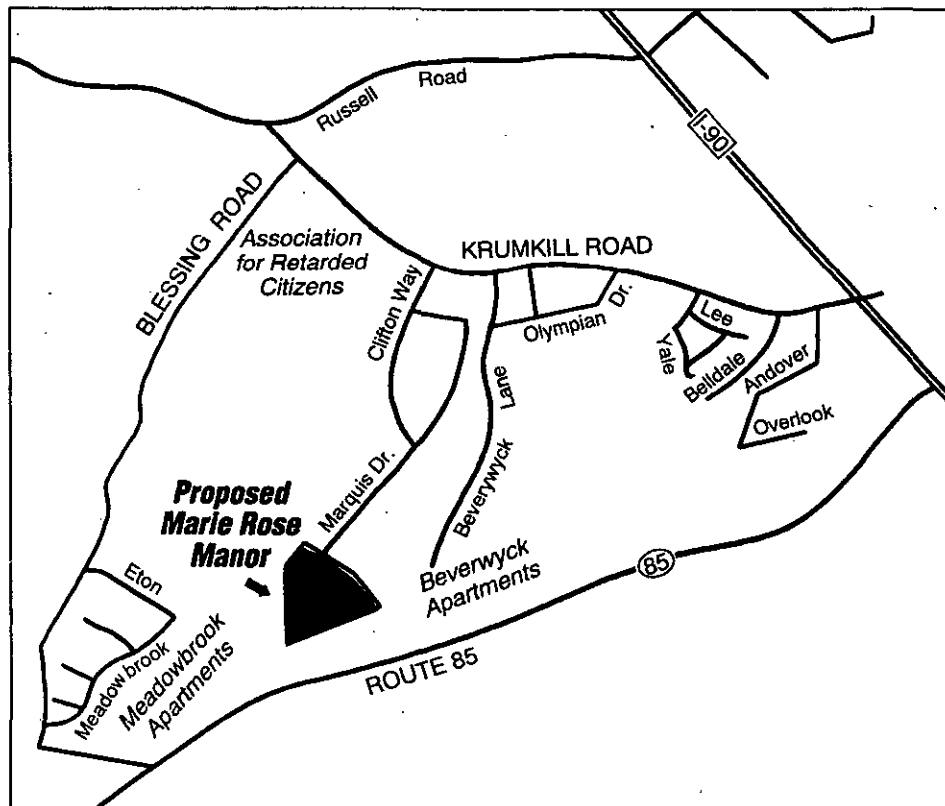 Russell Road
I-90
BLESSING ROAD
Association
for Retarded
Citizens
KRUMKILL ROAD
Clifton Way
Olympian Dr.
Lee
Yale
Belldale
Andover
Overlook
Beverywyck Lane
Marquis Dr.
Proposed
Marie Rose
Manor
Beverwyck
Apartments
85
Eton
Meadowbrook
Meadowbrook
Apartments
ROUTE 85